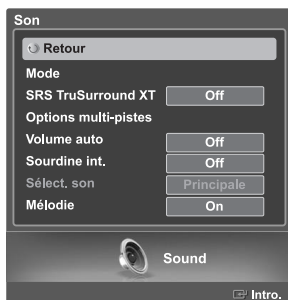 Son
Retour
Mode
SRS TruSurround XT Off
Options multi-pistes
Volume auto Off
Sourdine int. Off
Sélect. son Principale
Mélodie On
Sound
Intro.